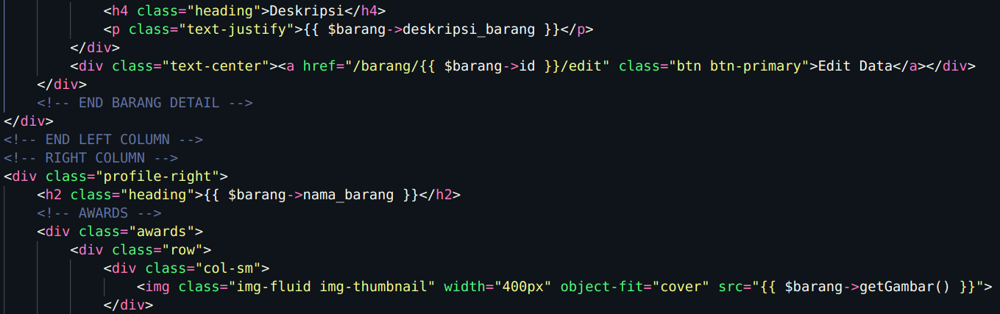 <h4 class="heading">Deskripsi</h4>
<p class="text-justify">{{ $barang->deskripsi_barang }}</p>
</div>
<div class="text-center"><a href="/barang/{{ $barang->id }}/edit" class="btn btn-primary">Edit Data</a></div>
</div>
<!-- END BARANG DETAIL -->
</div>
<!-- END LEFT COLUMN -->
<!-- RIGHT COLUMN -->
<div class="profile-right">
<h2 class="heading">{{ $barang->nama_barang }}</h2>
<!-- AWARDS -->
<div class="awards">
<div class="row">
<div class="col-sm">
<img class="img-fluid img-thumbnail" width="400px" object-fit="cover" src="{{ $barang->getGambar() }}">
</div>